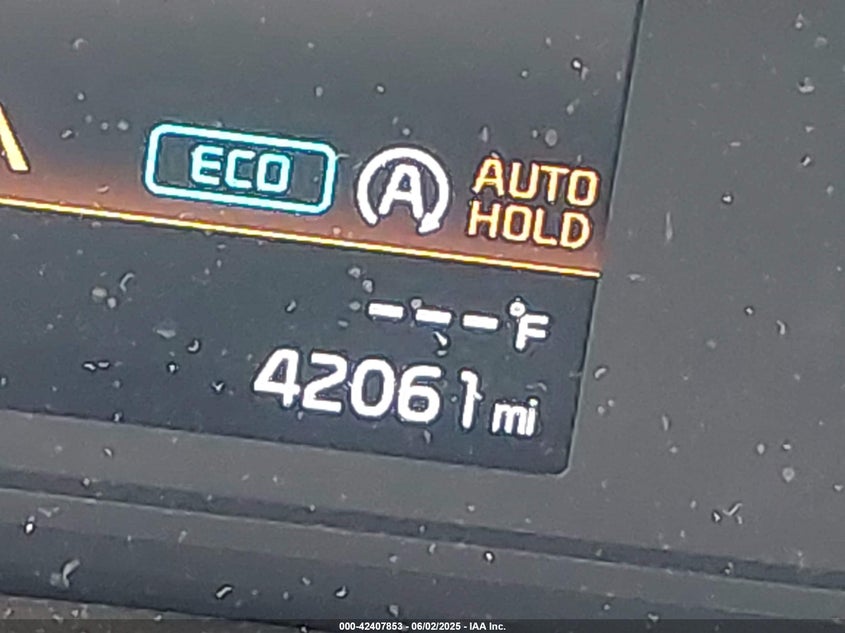 ECO A AUTO
HOLD
---°F
42061 mi
000-42407853 - 06/02/2025 - IAA Inc.